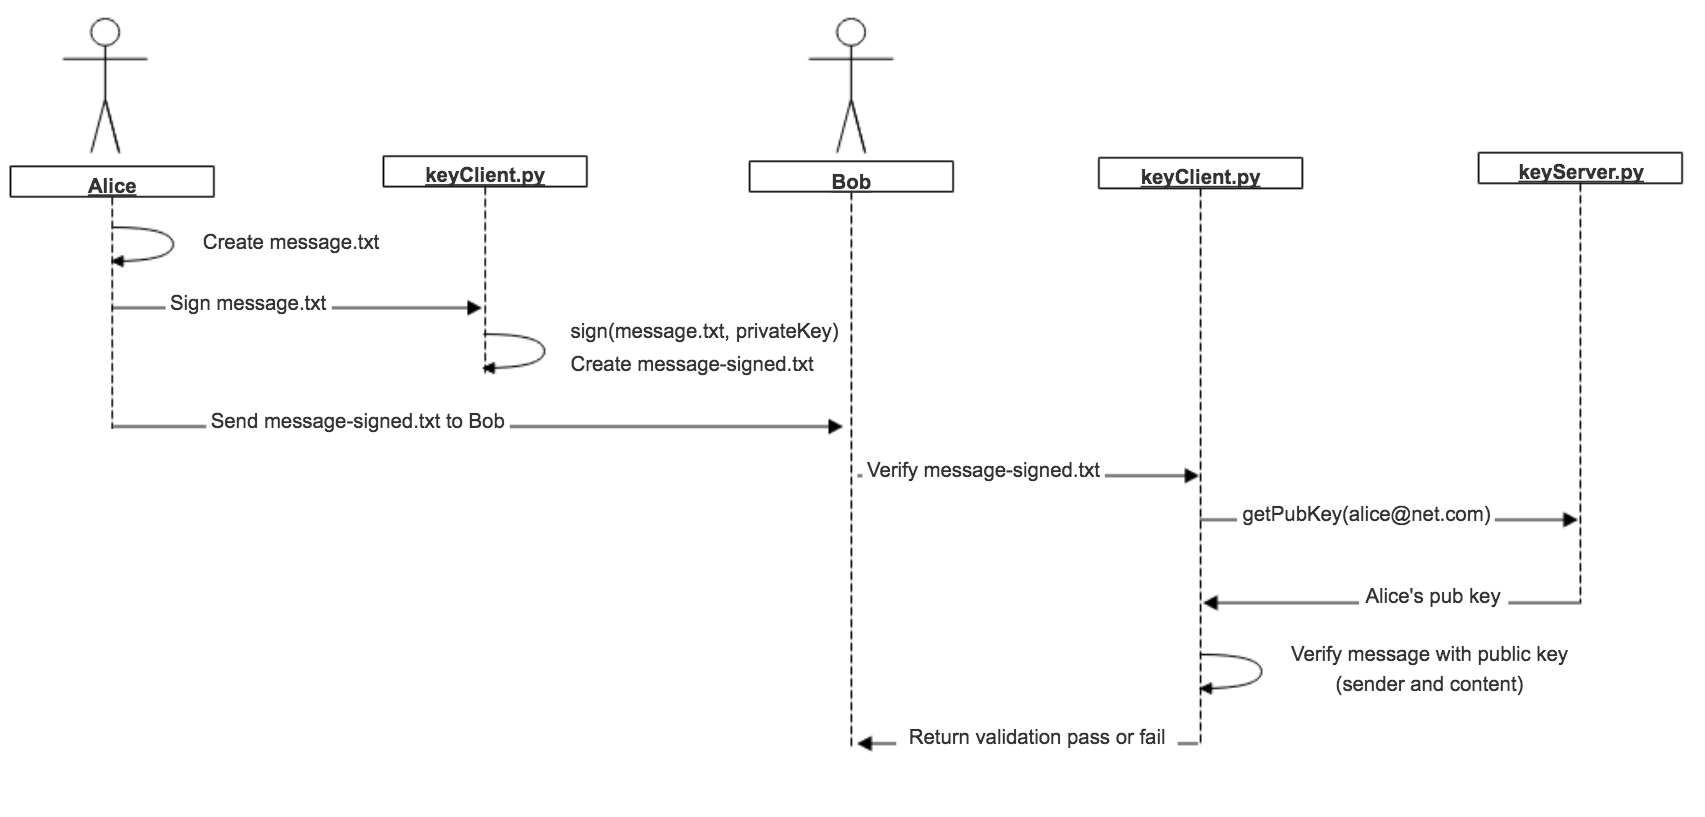 Alice
keyClient.py
Bob
keyClient.py
keyServer.py
Create message.txt
Sign message.txt
sign(message.txt, privateKey)
Create message-signed.txt
Send message-signed.txt to Bob
Verify message-signed.txt
getPubKey(alice@net.com)
Alice's pub key
Verify message with public key
(sender and content)
Return validation pass or fail